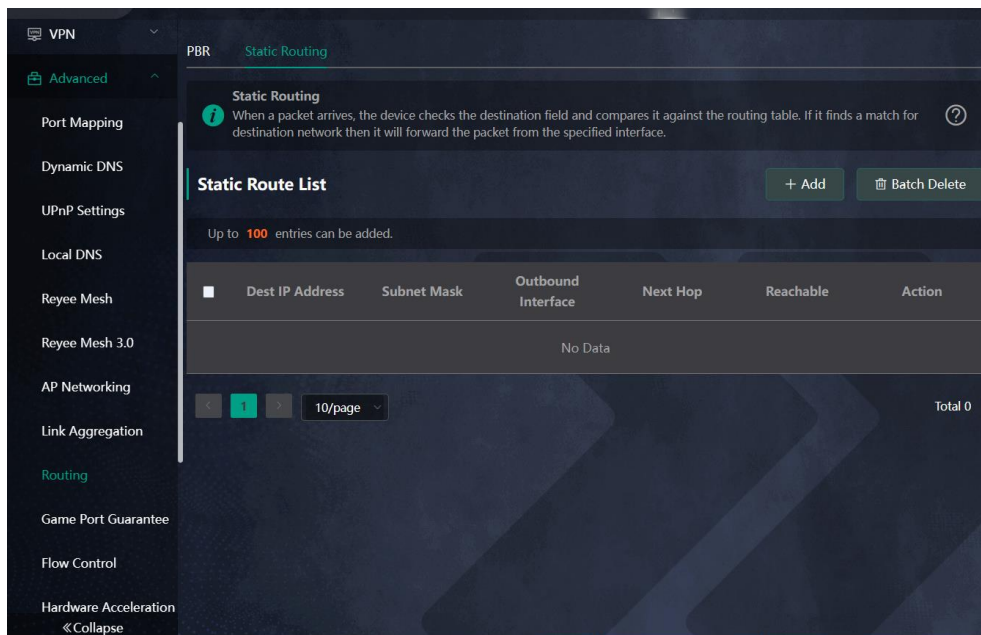 VPN
Advanced
Port Mapping
Dynamic DNS
UPnP Settings
Local DNS
Reyee Mesh
Reyee Mesh 3.0
AP Networking
Link Aggregation
Routing
Game Port Guarantee
Flow Control
Hardware Acceleration
≪Collapse
PBR Static Routing
Static Routing
When a packet arrives, the device checks the destination field and compares it against the routing table. If it finds a match for
destination network then it will forward the packet from the specified interface.
Static Route List
+ Add Batch Delete
Up to 100 entries can be added.
Dest IP Address Subnet Mask Outbound Interface Next Hop Reachable Action
No Data
< 1 > 10/page Total 0